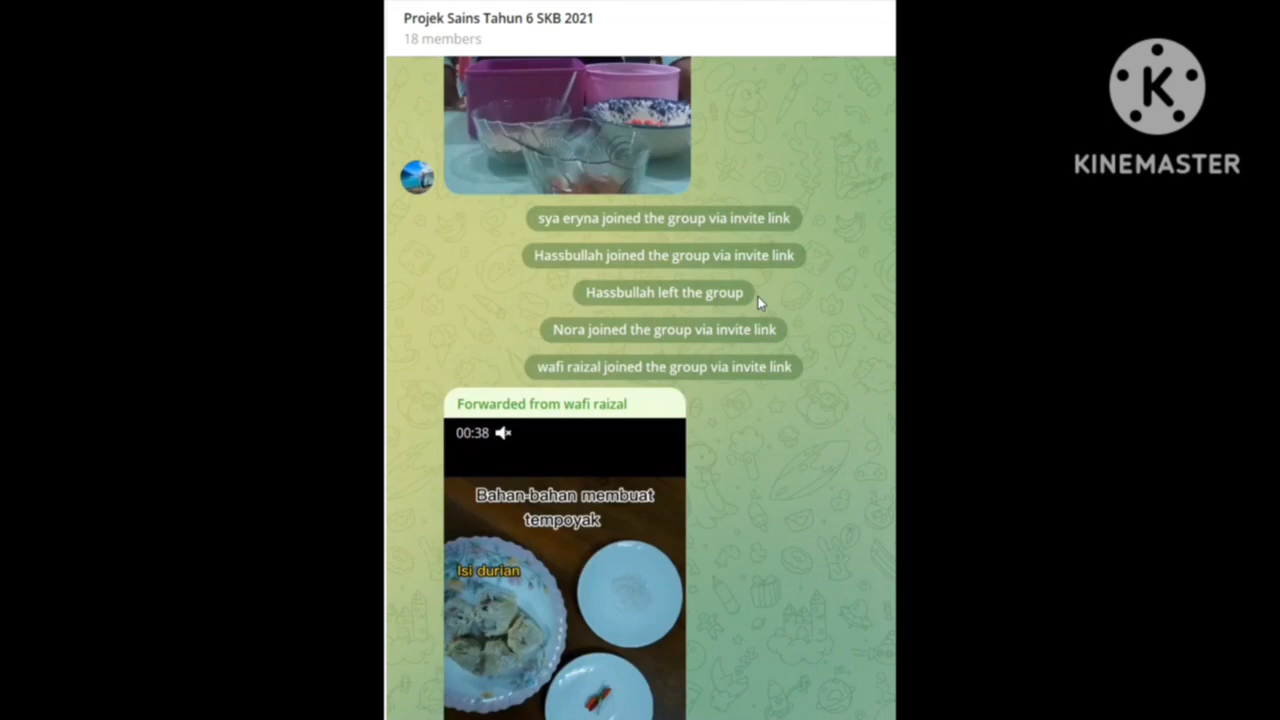 Projek Sains Tahun 6 SKB 2021
18 members
K
KINEMASTER
sya eryna joined the group via invite link
Hassbullah joined the group via invite link
Hassbullah left the group
Nora joined the group via invite link
wafi raizal joined the group via invite link
Forwarded from wafi raizal
00:38
Bahan-bahan membuat
tempoyak
Isi durian